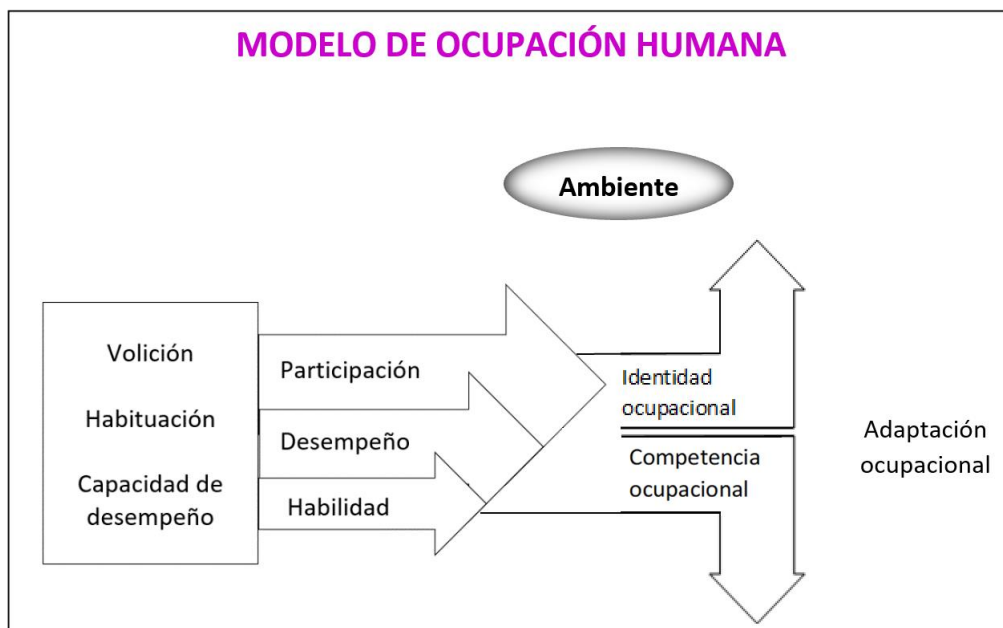 MODELO DE OCUPACIÓN HUMANA
Ambiente
Volición
Habituación
Capacidad de
desempeño
Participación
Desempeño
Habilidad
Identidad
ocupacional
Competencia
ocupacional
Adaptación
ocupacional